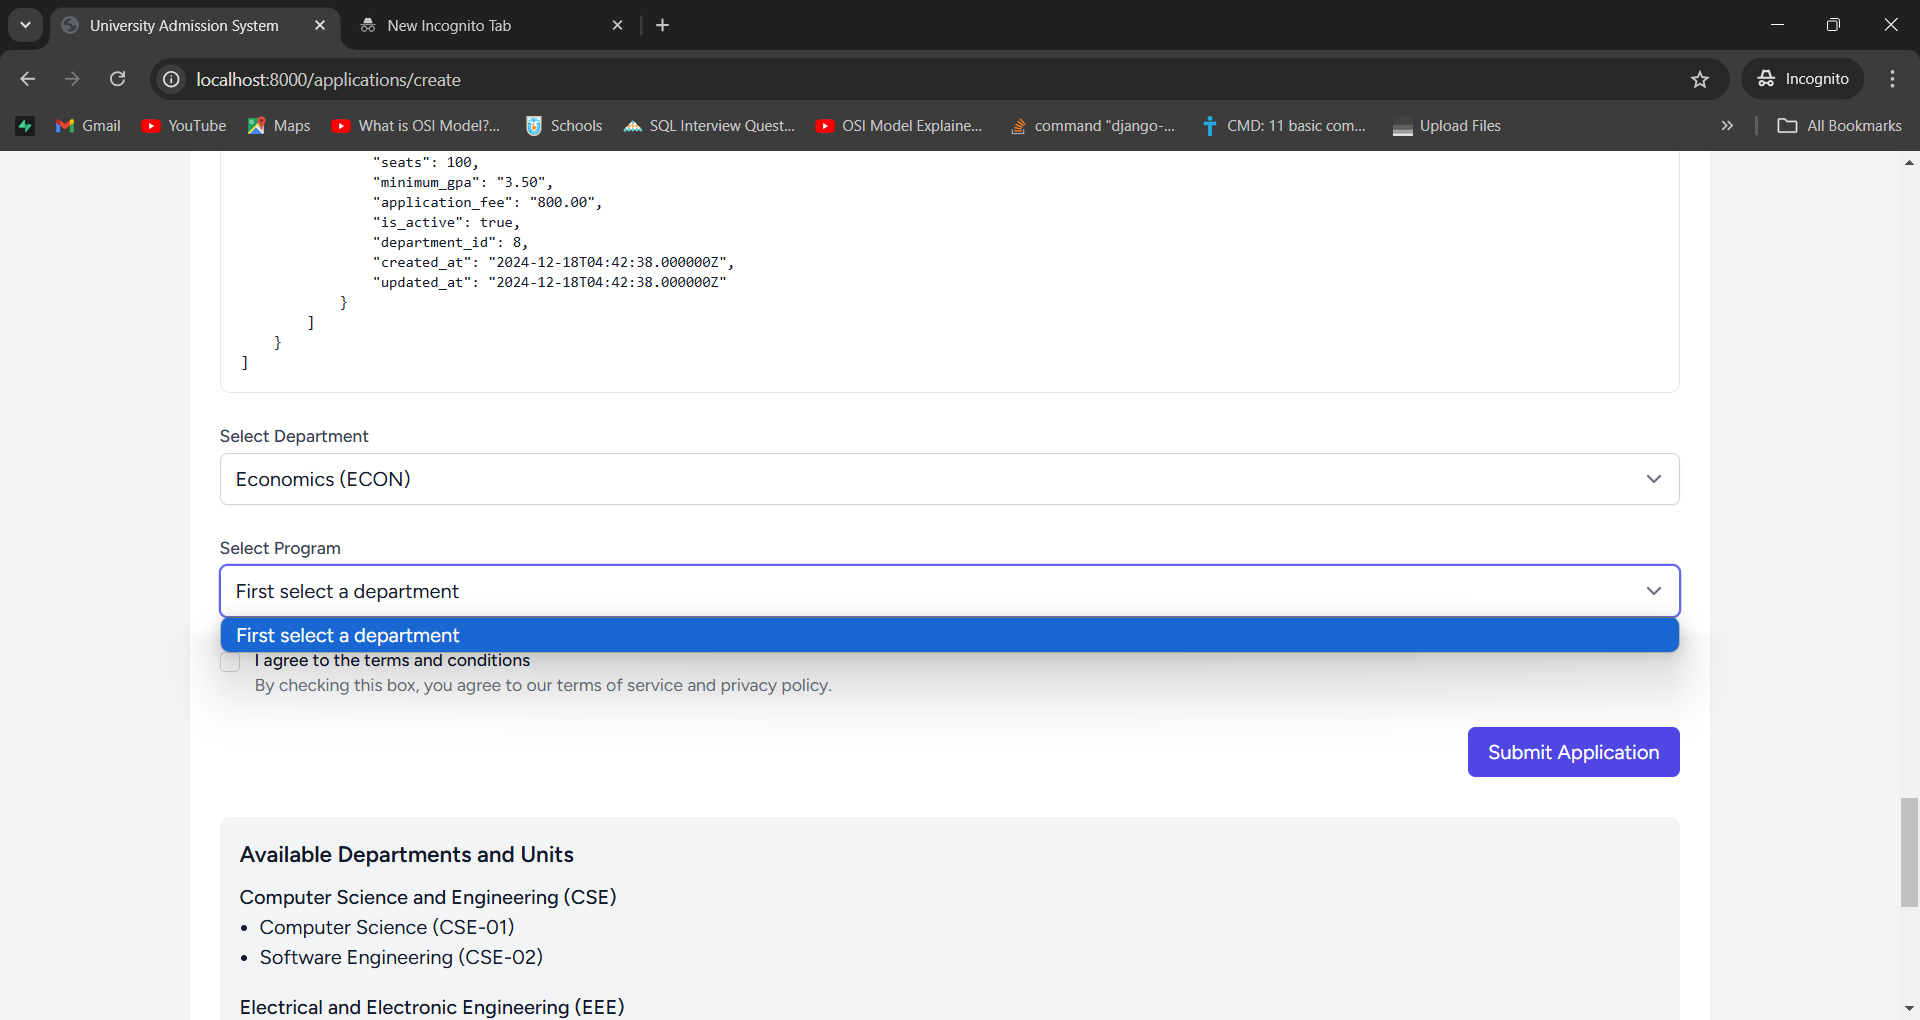 University Admission System
New Incognito Tab
localhost:8000/applications/create
Incognito
Gmail
YouTube
Maps
What is OSI Model?...
Schools
SQL Interview Quest...
OSI Model Explaine...
command "django-...
CMD: 11 basic com...
Upload Files
All Bookmarks
"seats": 100,
"minimum_gpa": "3.50",
"application_fee": "800.00",
"is_active": true,
"department_id": 8,
"created_at": "2024-12-18T04:42:38.000000Z",
"updated_at": "2024-12-18T04:42:38.000000Z"
}
]
}
]
Select Department
Economics (ECON)
Select Program
First select a department
First select a department
I agree to the terms and conditions
By checking this box, you agree to our terms of service and privacy policy.
Submit Application
Available Departments and Units
Computer Science and Engineering (CSE)
• Computer Science (CSE-01)
• Software Engineering (CSE-02)
Electrical and Electronic Engineering (EEE)